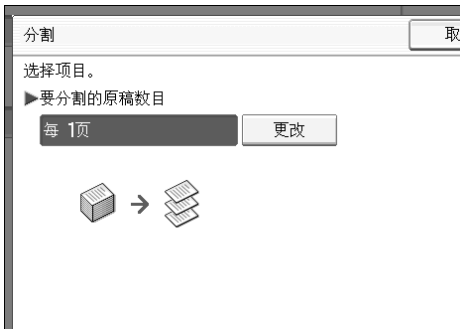 分割
取
选择项目。
▶要分割的原稿数目
每 1页
更改